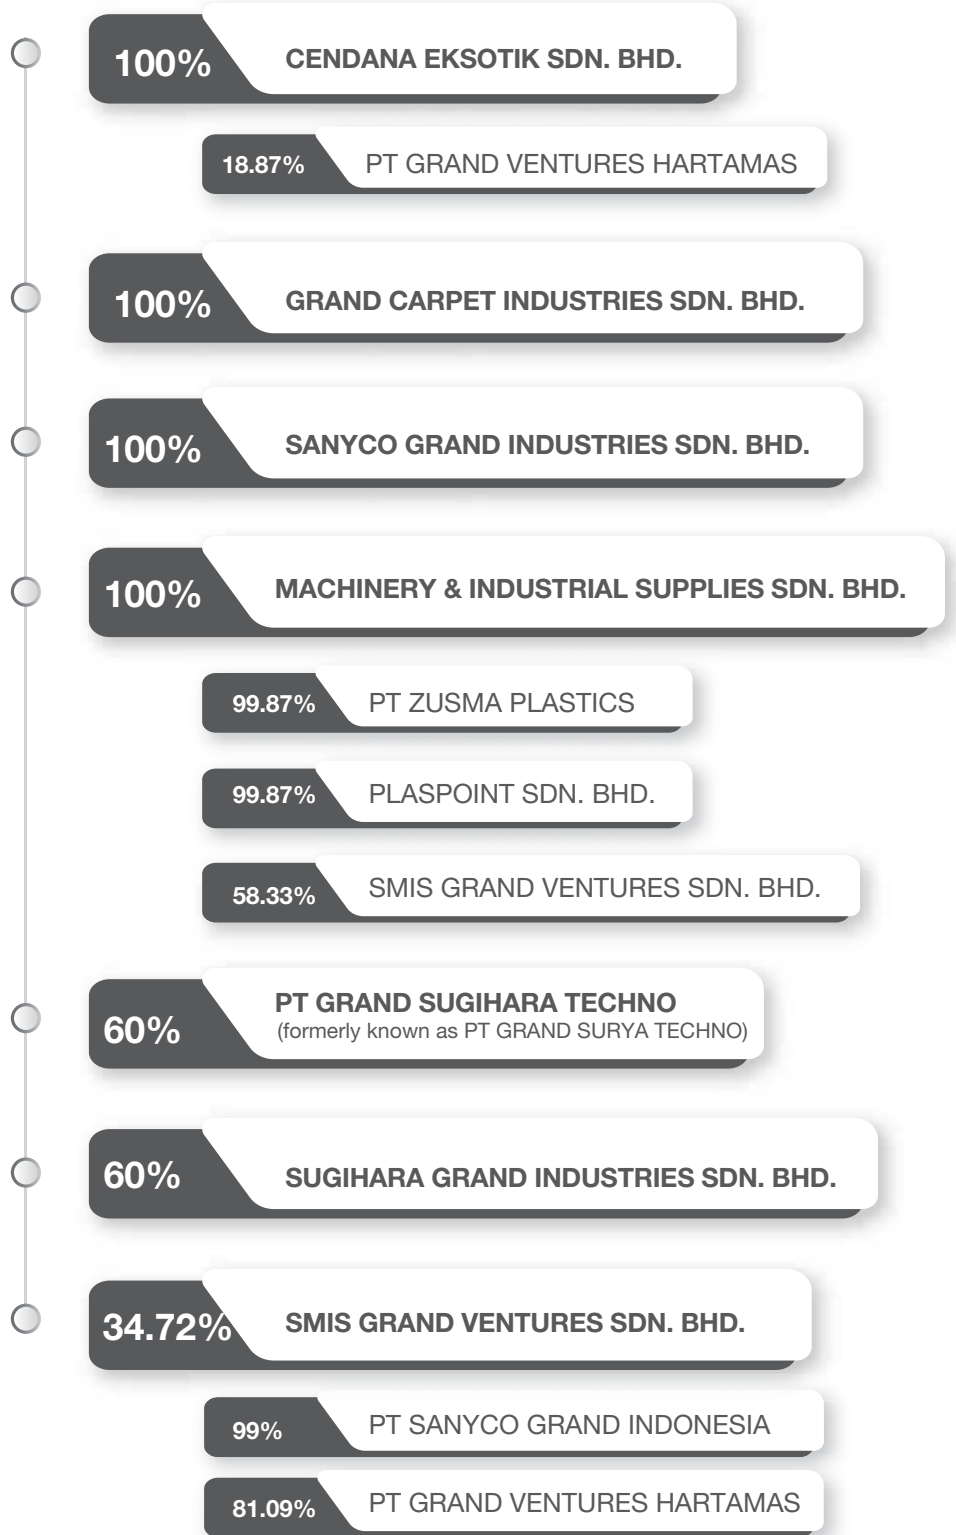 100% CENDANA EKSOTIK SDN. BHD.
18.87% PT GRAND VENTURES HARTAMAS
100% GRAND CARPET INDUSTRIES SDN. BHD.
100% SANYCO GRAND INDUSTRIES SDN. BHD.
100% MACHINERY & INDUSTRIAL SUPPLIES SDN. BHD.
99.87% PT ZUSMA PLASTICS
99.87% PLASPOINT SDN. BHD.
58.33% SMIS GRAND VENTURES SDN. BHD.
60% PT GRAND SUGIHARA TECHNO
(formerly known as PT GRAND SURYA TECHNO)
60% SUGIHARA GRAND INDUSTRIES SDN. BHD.
34.72% SMIS GRAND VENTURES SDN. BHD.
99% PT SANYCO GRAND INDONESIA
81.09% PT GRAND VENTURES HARTAMAS